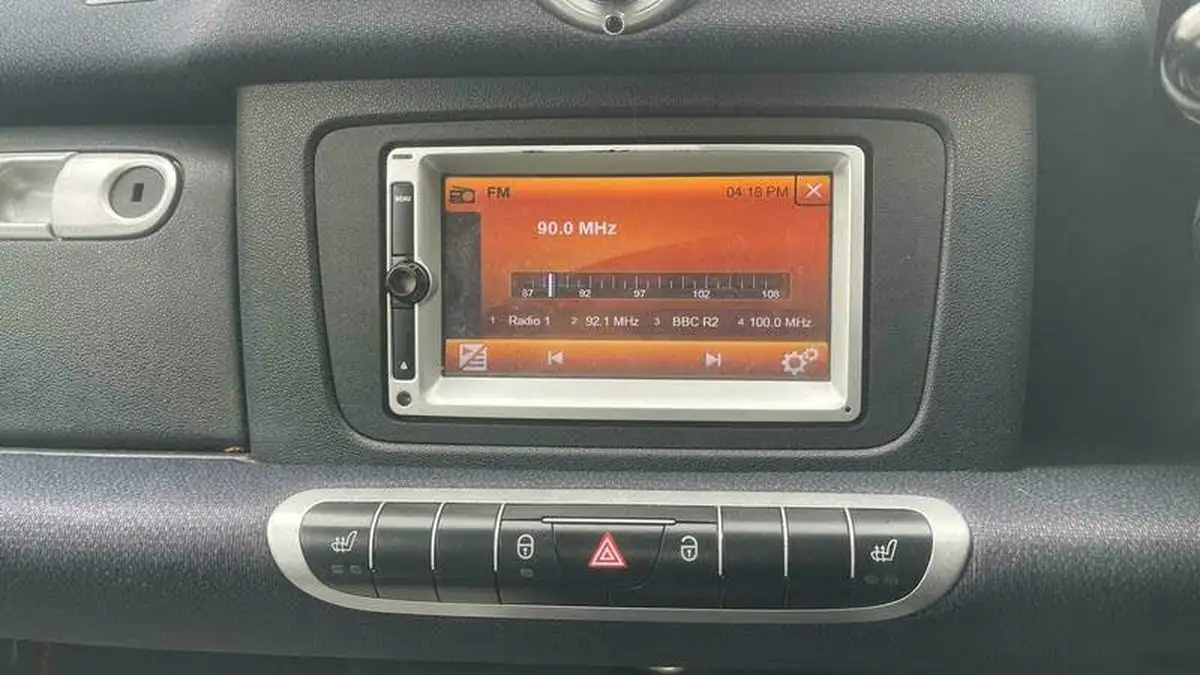 FM 04:18 PM
MENU
90.0 MHz
87 92 97 102 108
1 Radio 1 2 92.1 MHz 3 BBC R2 4 100.0 MHz